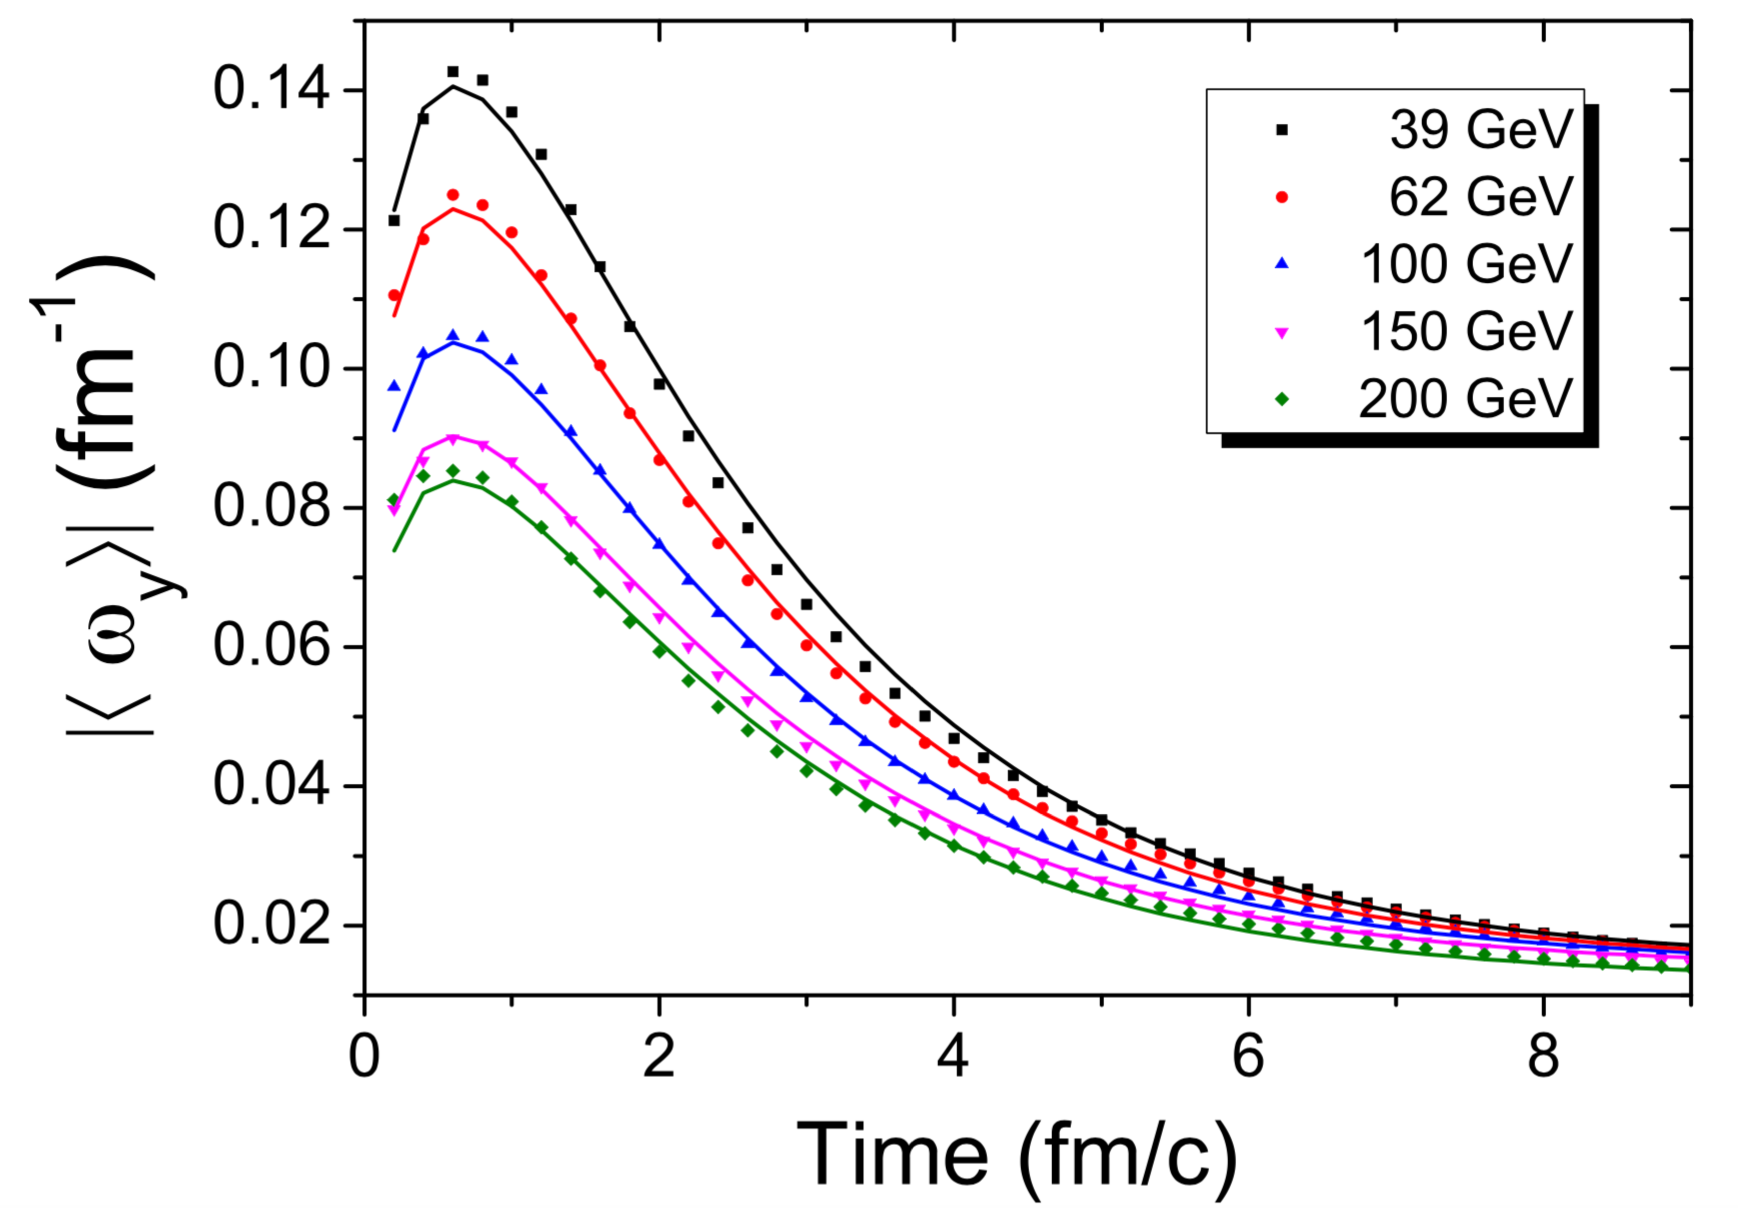 |⟨ ω_y ⟩| (fm^-1)
0.14
0.12
0.10
0.08
0.06
0.04
0.02
39 GeV
62 GeV
100 GeV
150 GeV
200 GeV
0 2 4 6 8
Time (fm/c)